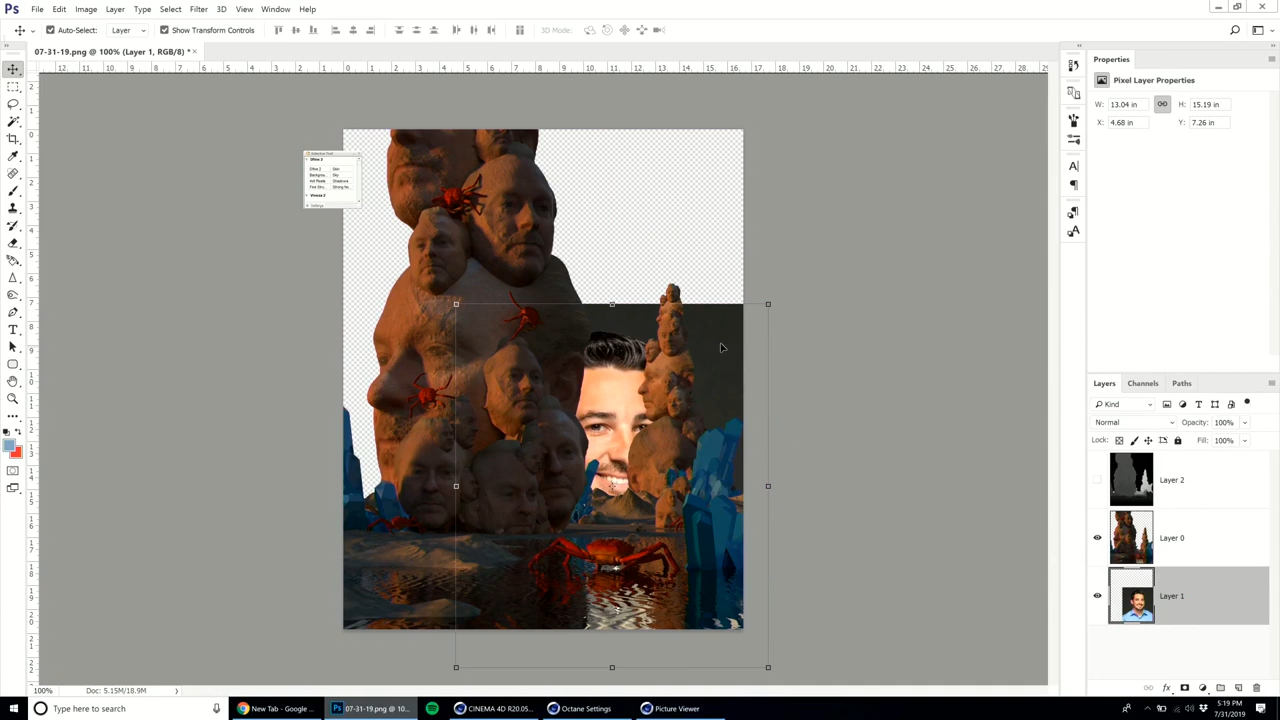 Ps File Edit Image Layer Type Select Filter 3D View Window Help
Auto-Select: Layer Show Transform Controls 3D Mode:
07-31-19.png @ 100% (Layer 1, RGB/8) *
Properties
Pixel Layer Properties
W: 13.04 in H: 15.19 in
X: 4.68 in Y: 7.26 in
Layers Channels Paths
Kind
Normal Opacity: 100%
Lock: Fill: 100%
Layer 2
Layer 0
Layer 1
100% Doc: 5.15M/18.9M
Type here to search New Tab - Google ... 07-31-19.png @ 10... CINEMA 4D R20.05... Octane Settings Picture Viewer
5:19 PM
7/31/2019